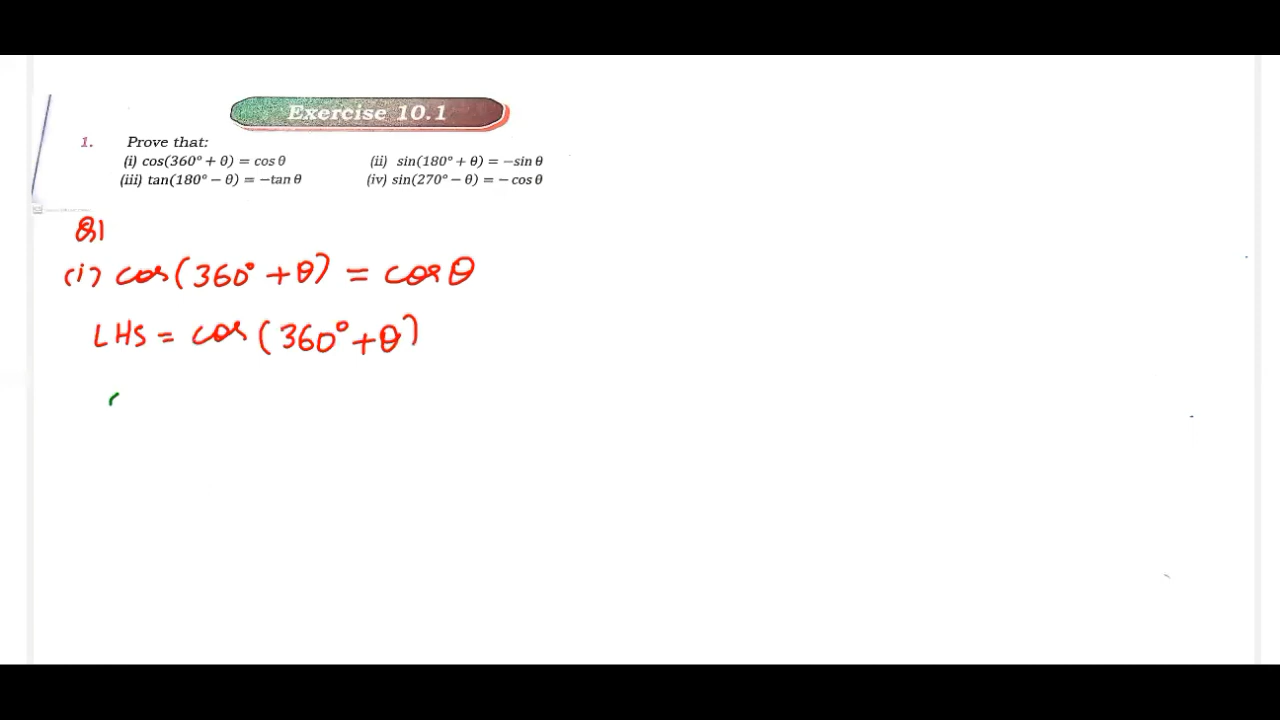 Exercise 10.1
1. Prove that:
(i) cos(360° + θ) = cos θ (ii) sin(180° + θ) = −sin θ
(iii) tan(180° − θ) = −tan θ (iv) sin(270° − θ) = − cos θ
Q1
(i) cos(360° + θ) = cos θ
LHS = cos (360° + θ)